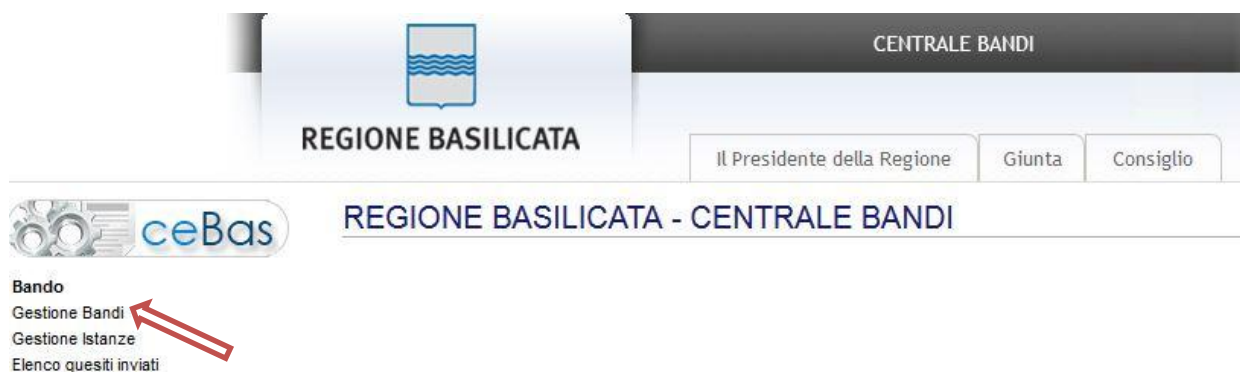 CENTRALE BANDI
REGIONE BASILICATA
Il Presidente della Regione
Giunta
Consiglio
ceBas
REGIONE BASILICATA - CENTRALE BANDI
Bando
Gestione Bandi
Gestione Istanze
Elenco quesiti inviati